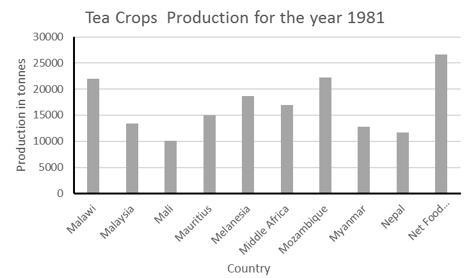 Tea Crops  Production for the year 1981
Production in tonnes
30000
25000
20000
15000
10000
5000
0
Malawi
Malaysia
Mali
Mauritius
Melanesia
Middle Africa
Mozambique
Myanmar
Nepal
Net Food...
Country